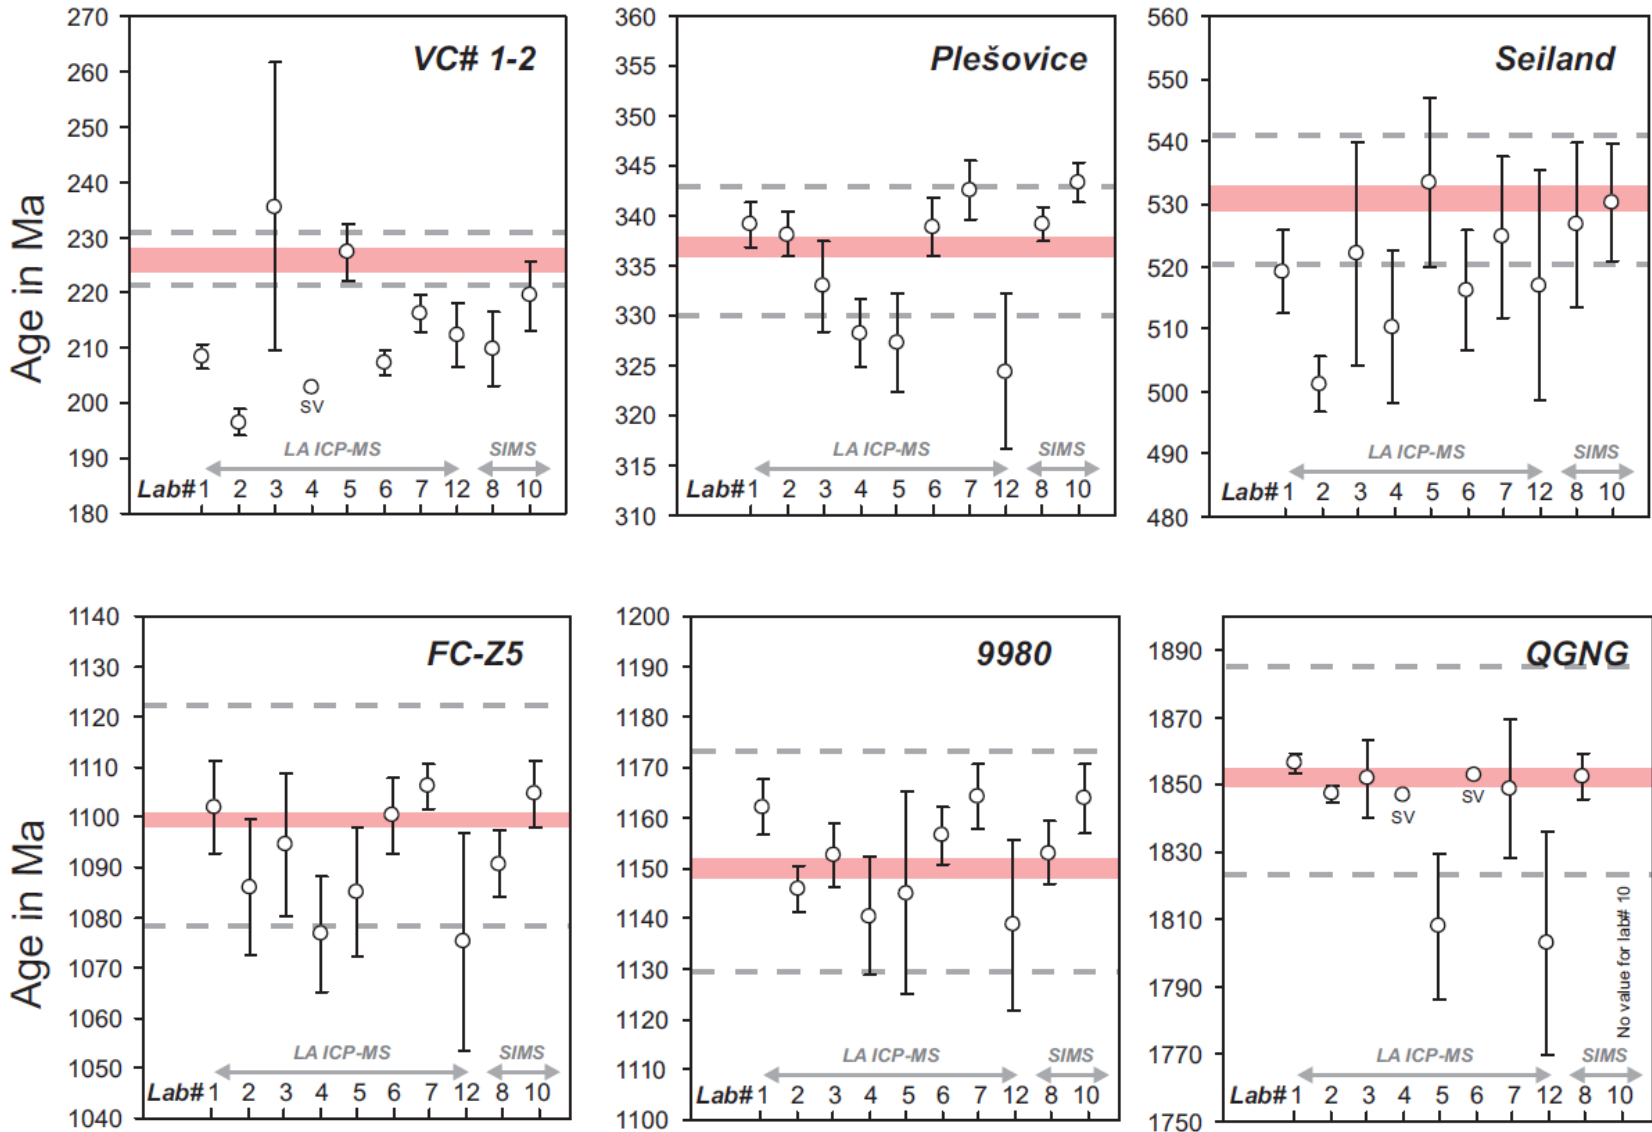 Age in Ma
VC# 1-2
270
260
250
240
230
220
210
200
190
180
SV
LA ICP-MS
SIMS
Lab# 1 2 3 4 5 6 7 12 8 10
Plešovice
360
355
350
345
340
335
330
325
320
315
310
LA ICP-MS
SIMS
Lab# 1 2 3 4 5 6 7 12 8 10
Seiland
560
550
540
530
520
510
500
490
480
LA ICP-MS
SIMS
Lab# 1 2 3 4 5 6 7 12 8 10
Age in Ma
FC-Z5
1140
1130
1120
1110
1100
1090
1080
1070
1060
1050
1040
LA ICP-MS
SIMS
Lab# 1 2 3 4 5 6 7 12 8 10
9980
1200
1190
1180
1170
1160
1150
1140
1130
1120
1110
1100
LA ICP-MS
SIMS
Lab# 1 2 3 4 5 6 7 12 8 10
QGNG
1890
1870
1850
1830
1810
1790
1770
1750
SV
SV
No value for lab# 10
LA ICP-MS
SIMS
Lab# 1 2 3 4 5 6 7 12 8 10